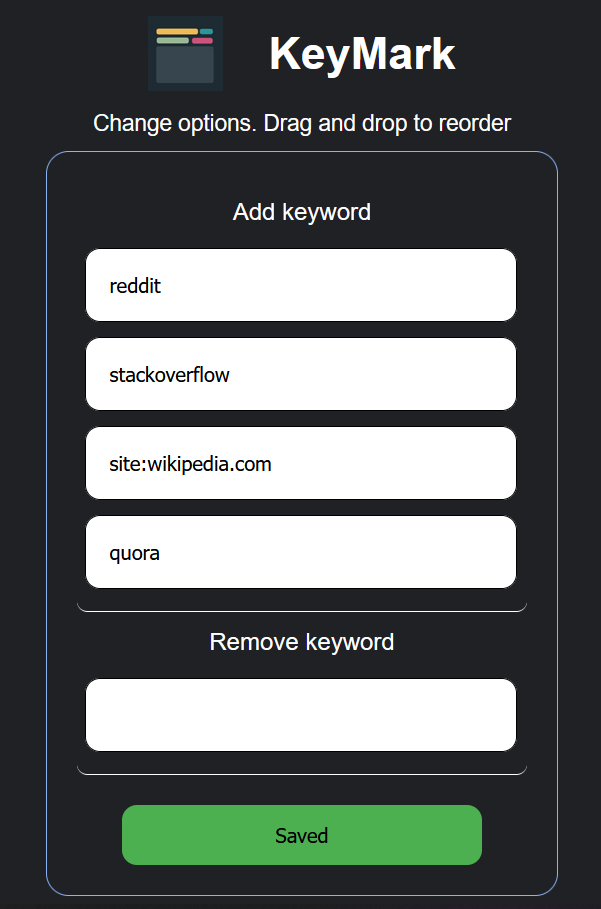 KeyMark
Change options. Drag and drop to reorder
Add keyword
reddit
stackoverflow
site:wikipedia.com
quora
Remove keyword
Saved